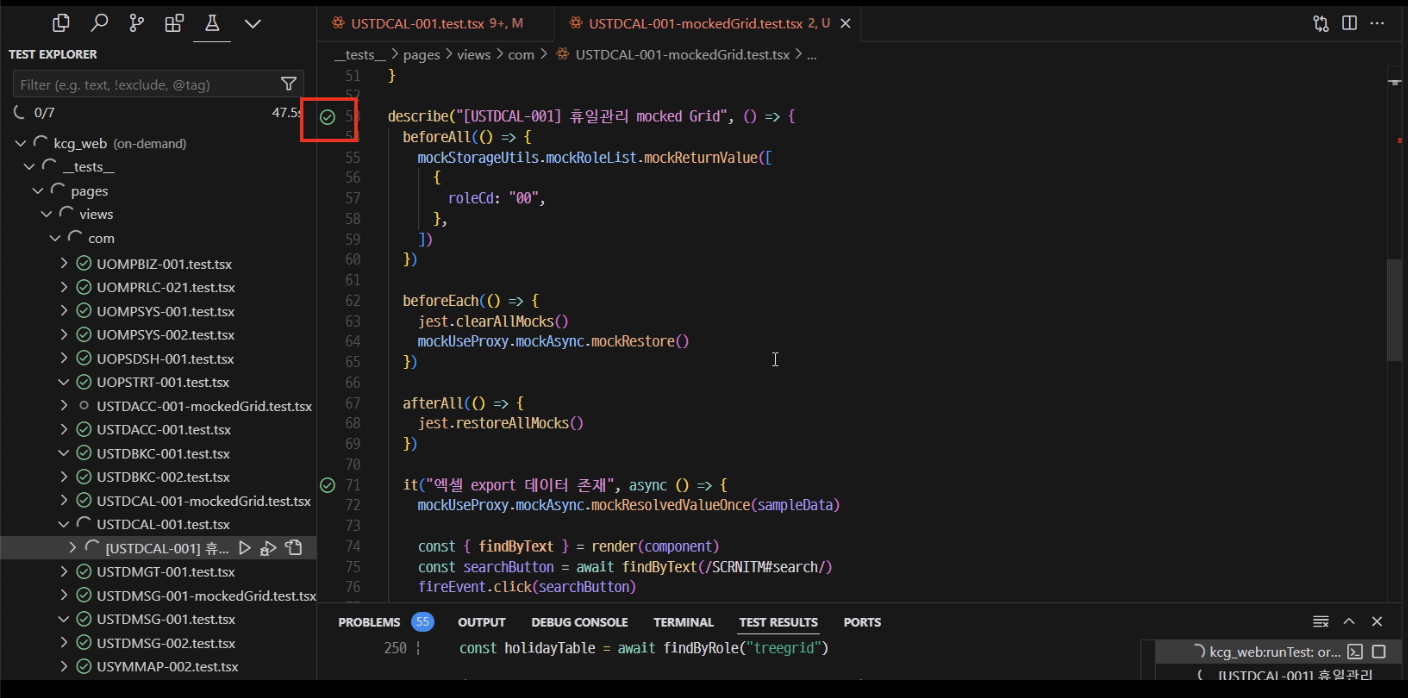 USTDCAL-001.test.tsx 9+, M
USTDCAL-001-mockedGrid.test.tsx 2, U
TEST EXPLORER
__tests__ > pages > views > com > USTDCAL-001-mockedGrid.test.tsx > ...
Filter (e.g. text, !exclude, @tag)
0/7 47.5s
kcg_web (on-demand)
__tests__
pages
views
com
UOMPBIZ-001.test.tsx
UOMPRLC-021.test.tsx
UOMPSYS-001.test.tsx
UOMPSYS-002.test.tsx
UOPSDSH-001.test.tsx
UOPSTRT-001.test.tsx
USTDACC-001-mockedGrid.test.tsx
USTDACC-001.test.tsx
USTDBKC-001.test.tsx
USTDBKC-002.test.tsx
USTDCAL-001-mockedGrid.test.tsx
USTDCAL-001.test.tsx
[USTDCAL-001] 휴...
USTDMGT-001.test.tsx
USTDMSG-001-mockedGrid.test.tsx
USTDMSG-001.test.tsx
USTDMSG-002.test.tsx
USYMMAP-002.test.tsx
51 }
52
53 describe("[USTDCAL-001] 휴일관리 mocked Grid", () => {
54 beforeAll(() => {
55 mockStorageUtils.mockRoleList.mockReturnValue([
56 {
57 roleCd: "00",
58 },
59 ])
60 })
61
62 beforeEach(() => {
63 jest.clearAllMocks()
64 mockUseProxy.mockAsync.mockRestore()
65 })
66
67 afterAll(() => {
68 jest.restoreAllMocks()
69 })
70
71 it("엑셀 export 데이터 존재", async () => {
72 mockUseProxy.mockAsync.mockResolvedValueOnce(sampleData)
73
74 const { findByText } = render(component)
75 const searchButton = await findByText(/SCRNITM#search/)
76 fireEvent.click(searchButton)
PROBLEMS 55 OUTPUT DEBUG CONSOLE TERMINAL TEST RESULTS PORTS
250 ¦ const holidayTable = await findByRole("treegrid")
kcg_web:runTest: or...
[USTDCAL-001] 휴일관리